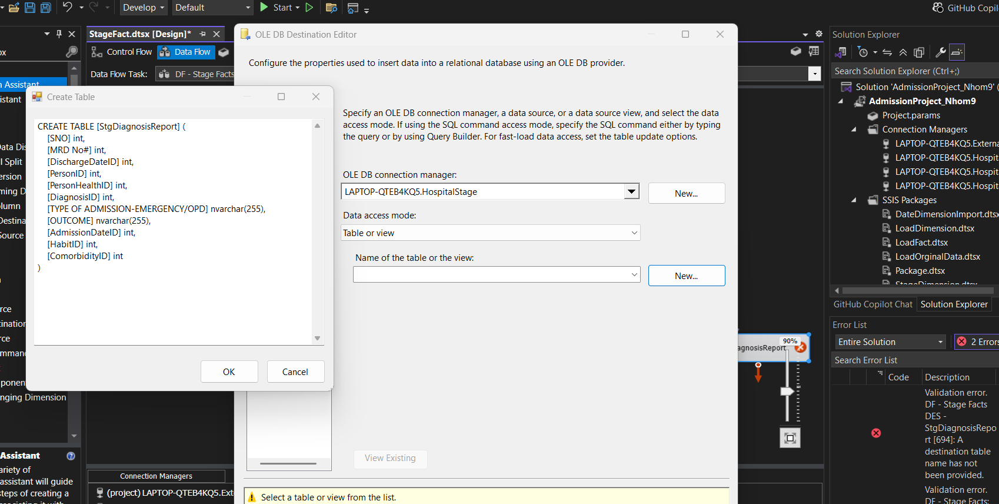 Develop
Default
Start
GitHub Copil
StageFact.dtsx [Design]*
Control Flow
Data Flow
Data Flow Task:
DF - Stage Facts
n Assistant
istant
ata Dis
l Split
ersion
ming D
olumn
Destina
Source
rce
tination
rce
mman
ponen
nging Dimension
Assistant
ariety of
assistant will guide
steps of creating a
Create Table
CREATE TABLE [StgDiagnosisReport] (
[SNO] int,
[MRD No#] int,
[DischargeDateID] int,
[PersonID] int,
[PersonHealthID] int,
[DiagnosisID] int,
[TYPE OF ADMISSION-EMERGENCY/OPD] nvarchar(255),
[OUTCOME] nvarchar(255),
[AdmissionDateID] int,
[HabitID] int,
[ComorbidityID] int
)
OK
Cancel
OLE DB Destination Editor
Configure the properties used to insert data into a relational database using an OLE DB provider.
Specify an OLE DB connection manager, a data source, or a data source view, and select the data
access mode. If using the SQL command access mode, specify the SQL command either by typing
the query or by using Query Builder. For fast-load data access, set the table update options.
OLE DB connection manager:
LAPTOP-QTEB4KQ5.HospitalStage
New...
Data access mode:
Table or view
Name of the table or the view:
New...
View Existing
Select a table or view from the list.
Connection Managers
(project) LAPTOP-QTEB4KQ5.Exte
agnosisReport
90%
Solution Explorer
Search Solution Explorer (Ctrl+;)
Solution 'AdmissionProject_Nhom9' (
AdmissionProject_Nhom9
Project.params
Connection Managers
LAPTOP-QTEB4KQ5.Externa
LAPTOP-QTEB4KQ5.Hospit
LAPTOP-QTEB4KQ5.Hospit
LAPTOP-QTEB4KQ5.Hospit
SSIS Packages
DateDimensionImport.dtsx
LoadDimension.dtsx
LoadFact.dtsx
LoadOrginalData.dtsx
Package.dtsx
StageDimension.dtsx
GitHub Copilot Chat
Solution Explorer
Error List
Entire Solution
2 Errors
Search Error List
Code
Description
Validation error.
DF - Stage Facts
DES -
StgDiagnosisRepo
rt [694]: A
destination table
name has not
been provided.
Validation error.
DF - Stage Facts: